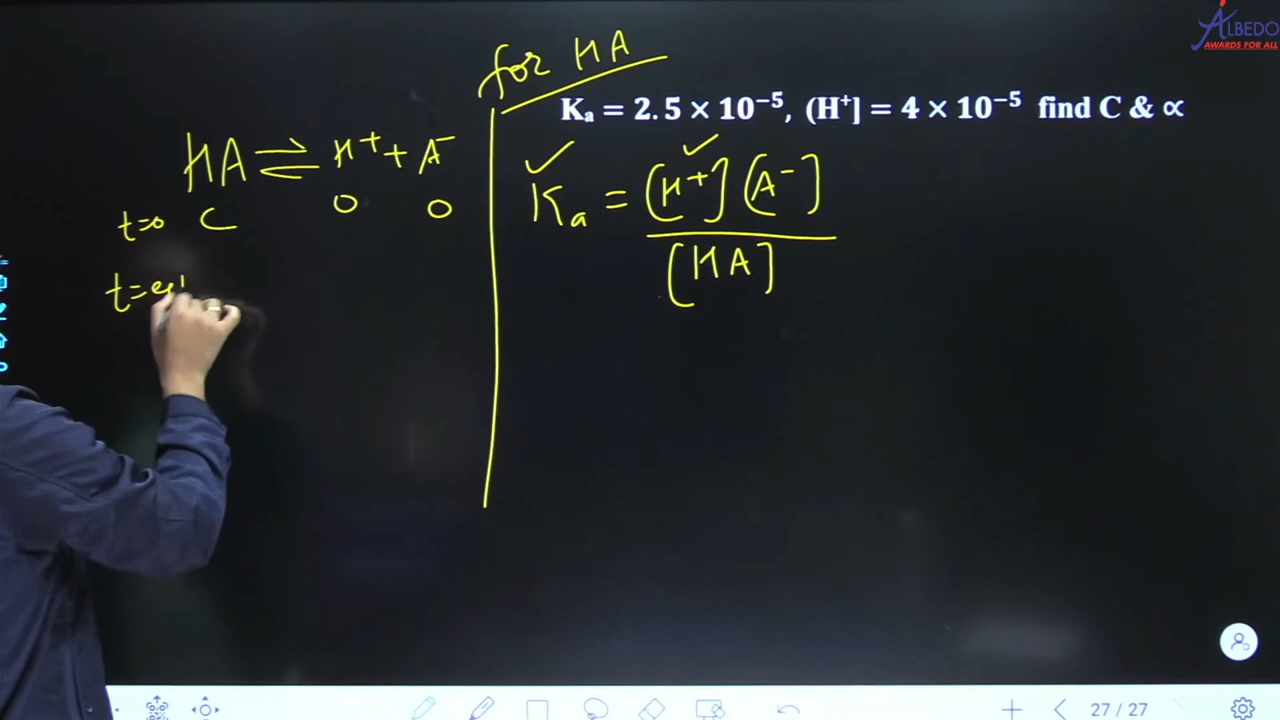 ALBEDO
AWARDS FOR ALL
for HA
Kₐ = 2.5 × 10⁻⁵, (H⁺] = 4 × 10⁻⁵ find C & ∝
HA ⇌ H⁺ + A⁻
t=0 C 0 0
Kₐ = [H⁺] [A⁻]
[HA]
27 / 27